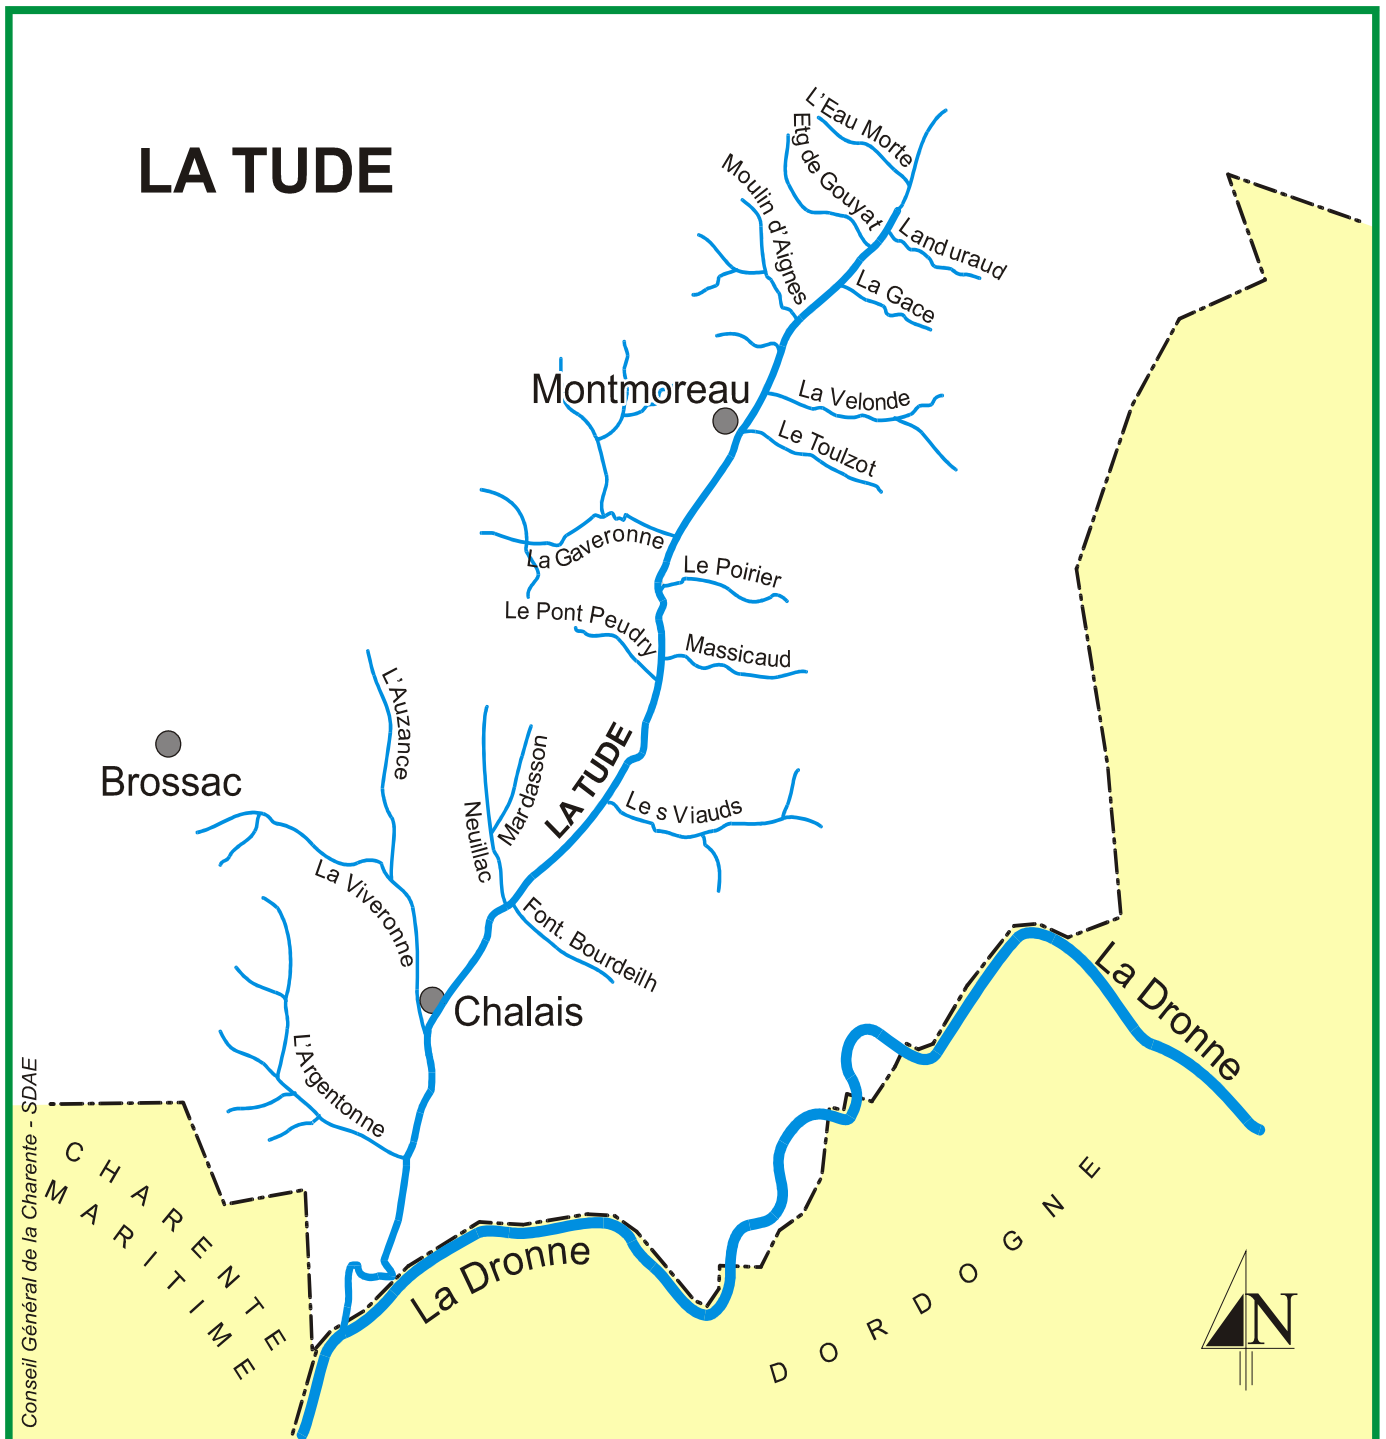 LA TUDE
L'Eau Morte
Etg de Gouyat
Moulin d'Aignes
Landuraud
La Gace
Montmoreau
La Velonde
Le Toulzot
La Gaveronne
Le Poirier
Le Pont Peudry
Massicaud
L'Auzance
Brossac
LA TUDE
Mardasson
Neuillac
Les Viauds
La Viveronne
Font. Bourdeilh
Chalais
La Dronne
L'Argentonne
CHARENTE
MARITIME
La Dronne
DORDOGNE
N
Conseil Général de la Charente - SDAE